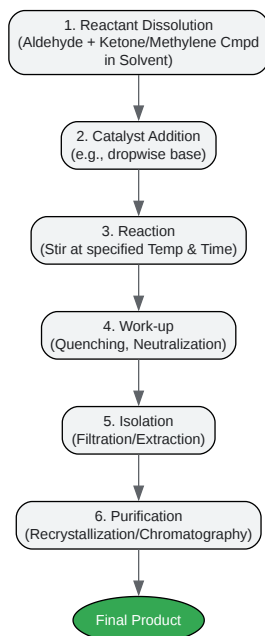 1. Reactant Dissolution
(Aldehyde + Ketone/Methylene Cmpd
in Solvent)
2. Catalyst Addition
(e.g., dropwise base)
3. Reaction
(Stir at specified Temp & Time)
4. Work-up
(Quenching, Neutralization)
5. Isolation
(Filtration/Extraction)
6. Purification
(Recrystallization/Chromatography)
Final Product